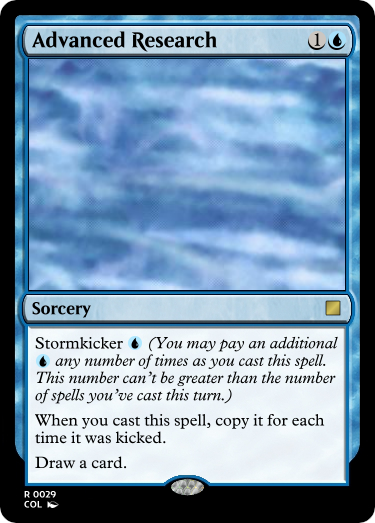 Advanced Research 1
Sorcery
Stormkicker (You may pay an additional
any number of times as you cast this spell.
This number can't be greater than the number
of spells you've cast this turn.)
When you cast this spell, copy it for each
time it was kicked.
Draw a card.
R 0029
COL